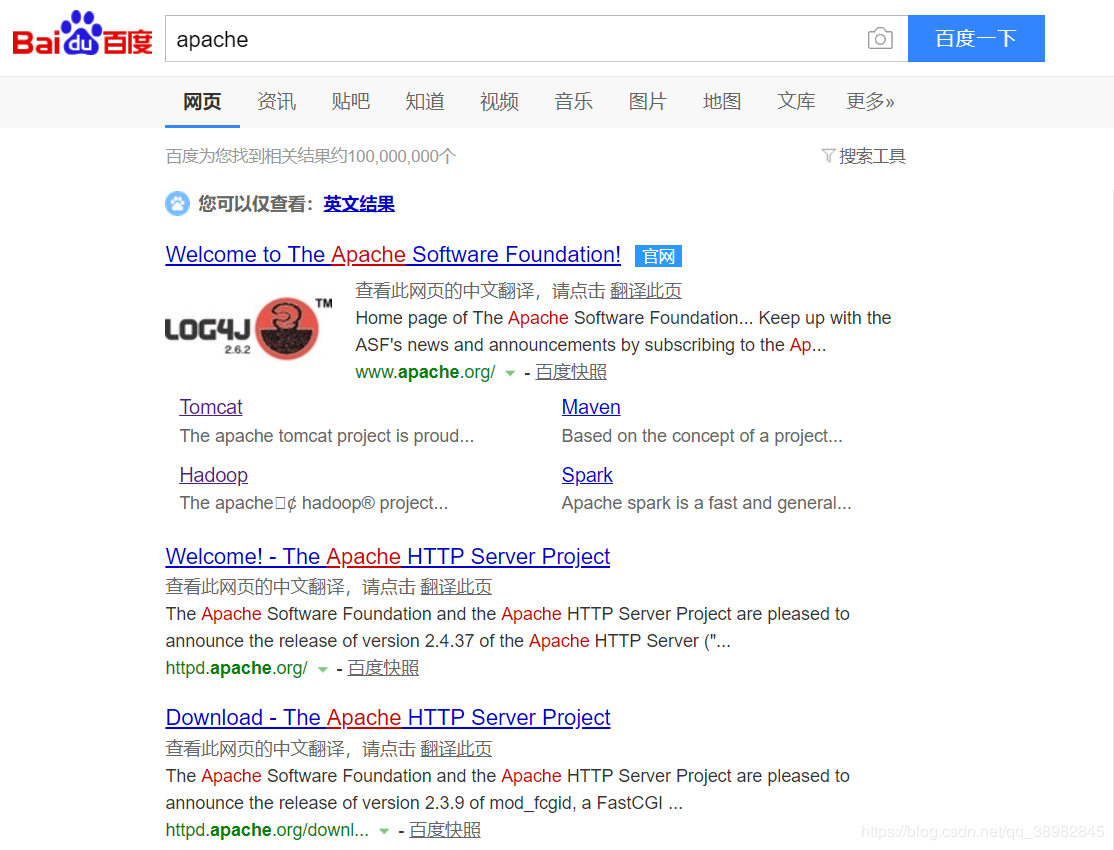 Bai du 百度
apache
百度一下
网页 资讯 贴吧 知道 视频 音乐 图片 地图 文库 更多»
百度为您找到相关结果约100,000,000个 搜索工具
您可以仅查看：英文结果
Welcome to The Apache Software Foundation! 官网
LOG4J TM
2.6.2
查看此网页的中文翻译，请点击 翻译此页
Home page of The Apache Software Foundation... Keep up with the
ASF's news and announcements by subscribing to the Ap...
www.apache.org/ - 百度快照
Tomcat Maven
The apache tomcat project is proud... Based on the concept of a project...
Hadoop Spark
The apache□¢ hadoop® project... Apache spark is a fast and general...
Welcome! - The Apache HTTP Server Project
查看此网页的中文翻译，请点击 翻译此页
The Apache Software Foundation and the Apache HTTP Server Project are pleased to
announce the release of version 2.4.37 of the Apache HTTP Server ("...
httpd.apache.org/ - 百度快照
Download - The Apache HTTP Server Project
查看此网页的中文翻译，请点击 翻译此页
The Apache Software Foundation and the Apache HTTP Server Project are pleased to
announce the release of version 2.3.9 of mod_fcgid, a FastCGI ...
httpd.apache.org/downl... - 百度快照
https://blog.csdn.net/qq_38982845